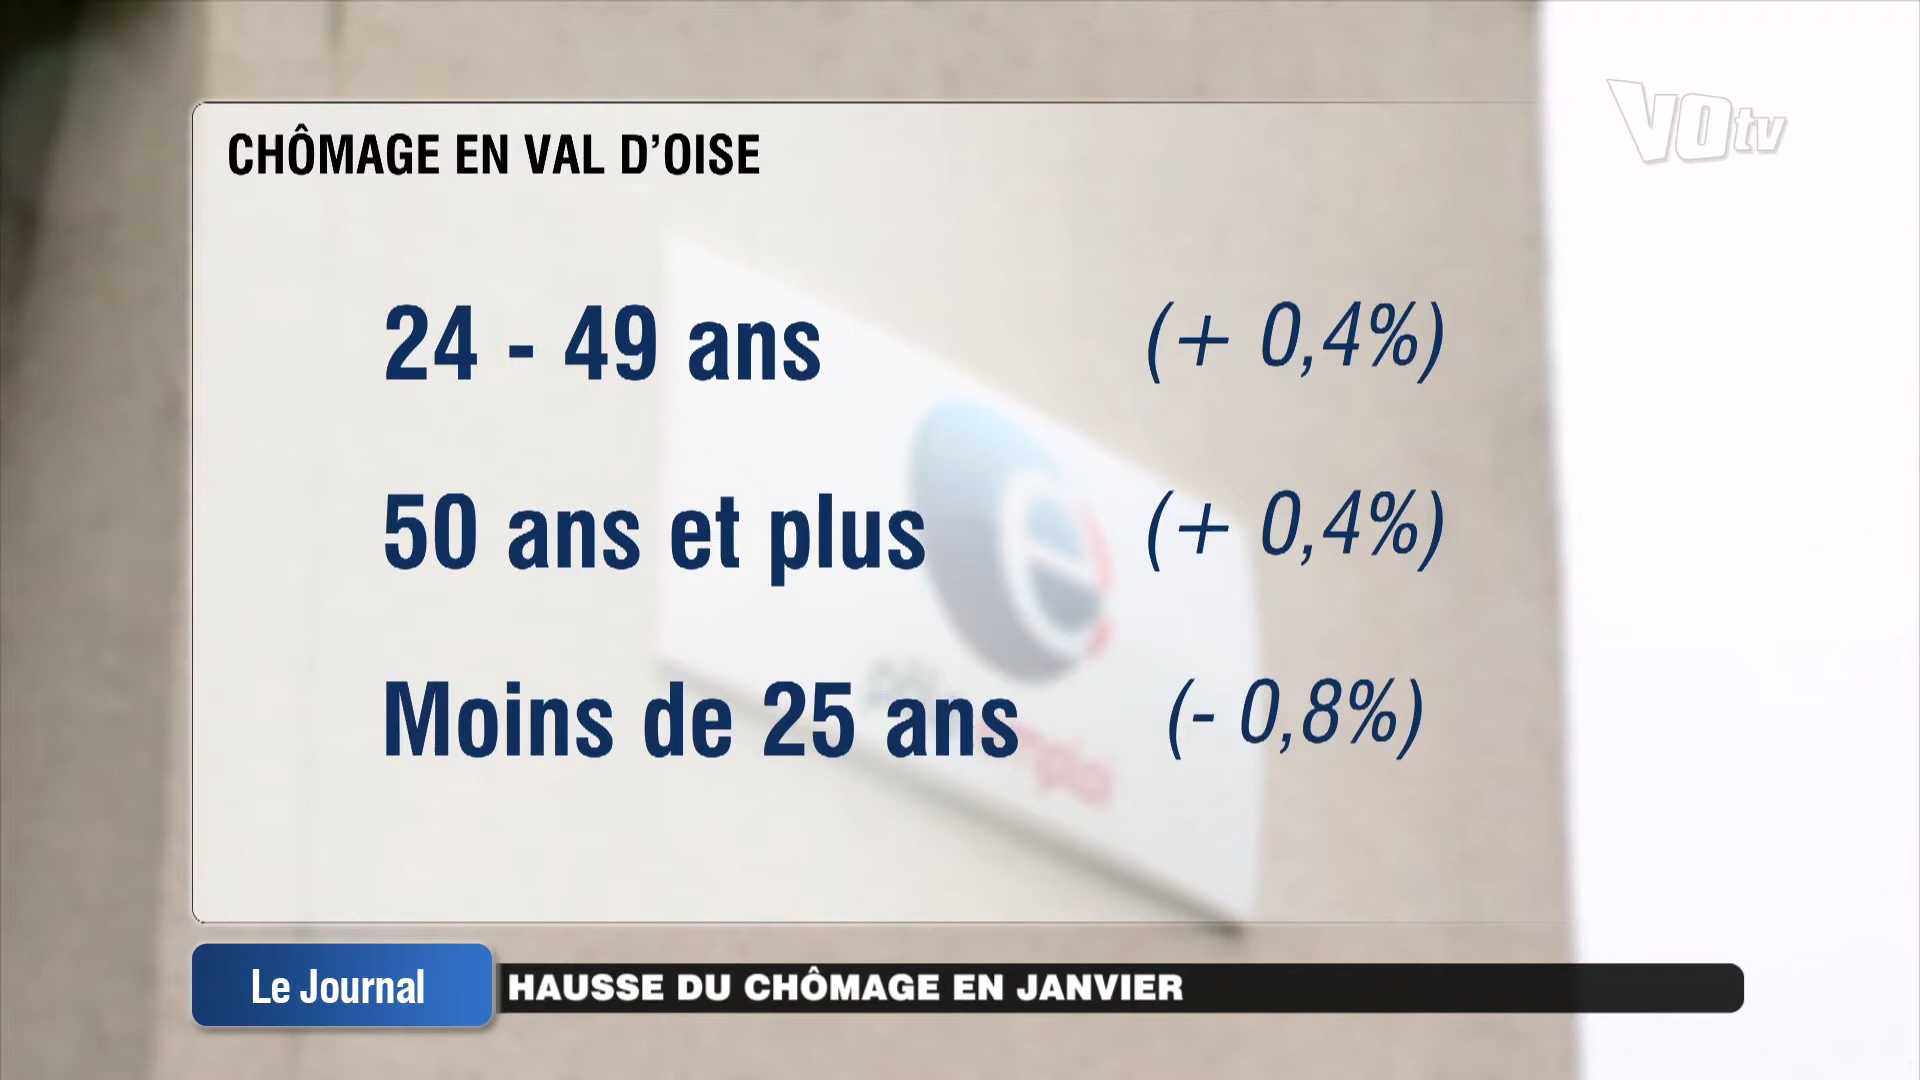 VOtv
CHÔMAGE EN VAL D'OISE
24 - 49 ans (+ 0,4%)
50 ans et plus (+ 0,4%)
Moins de 25 ans (- 0,8%)
Le Journal
HAUSSE DU CHÔMAGE EN JANVIER